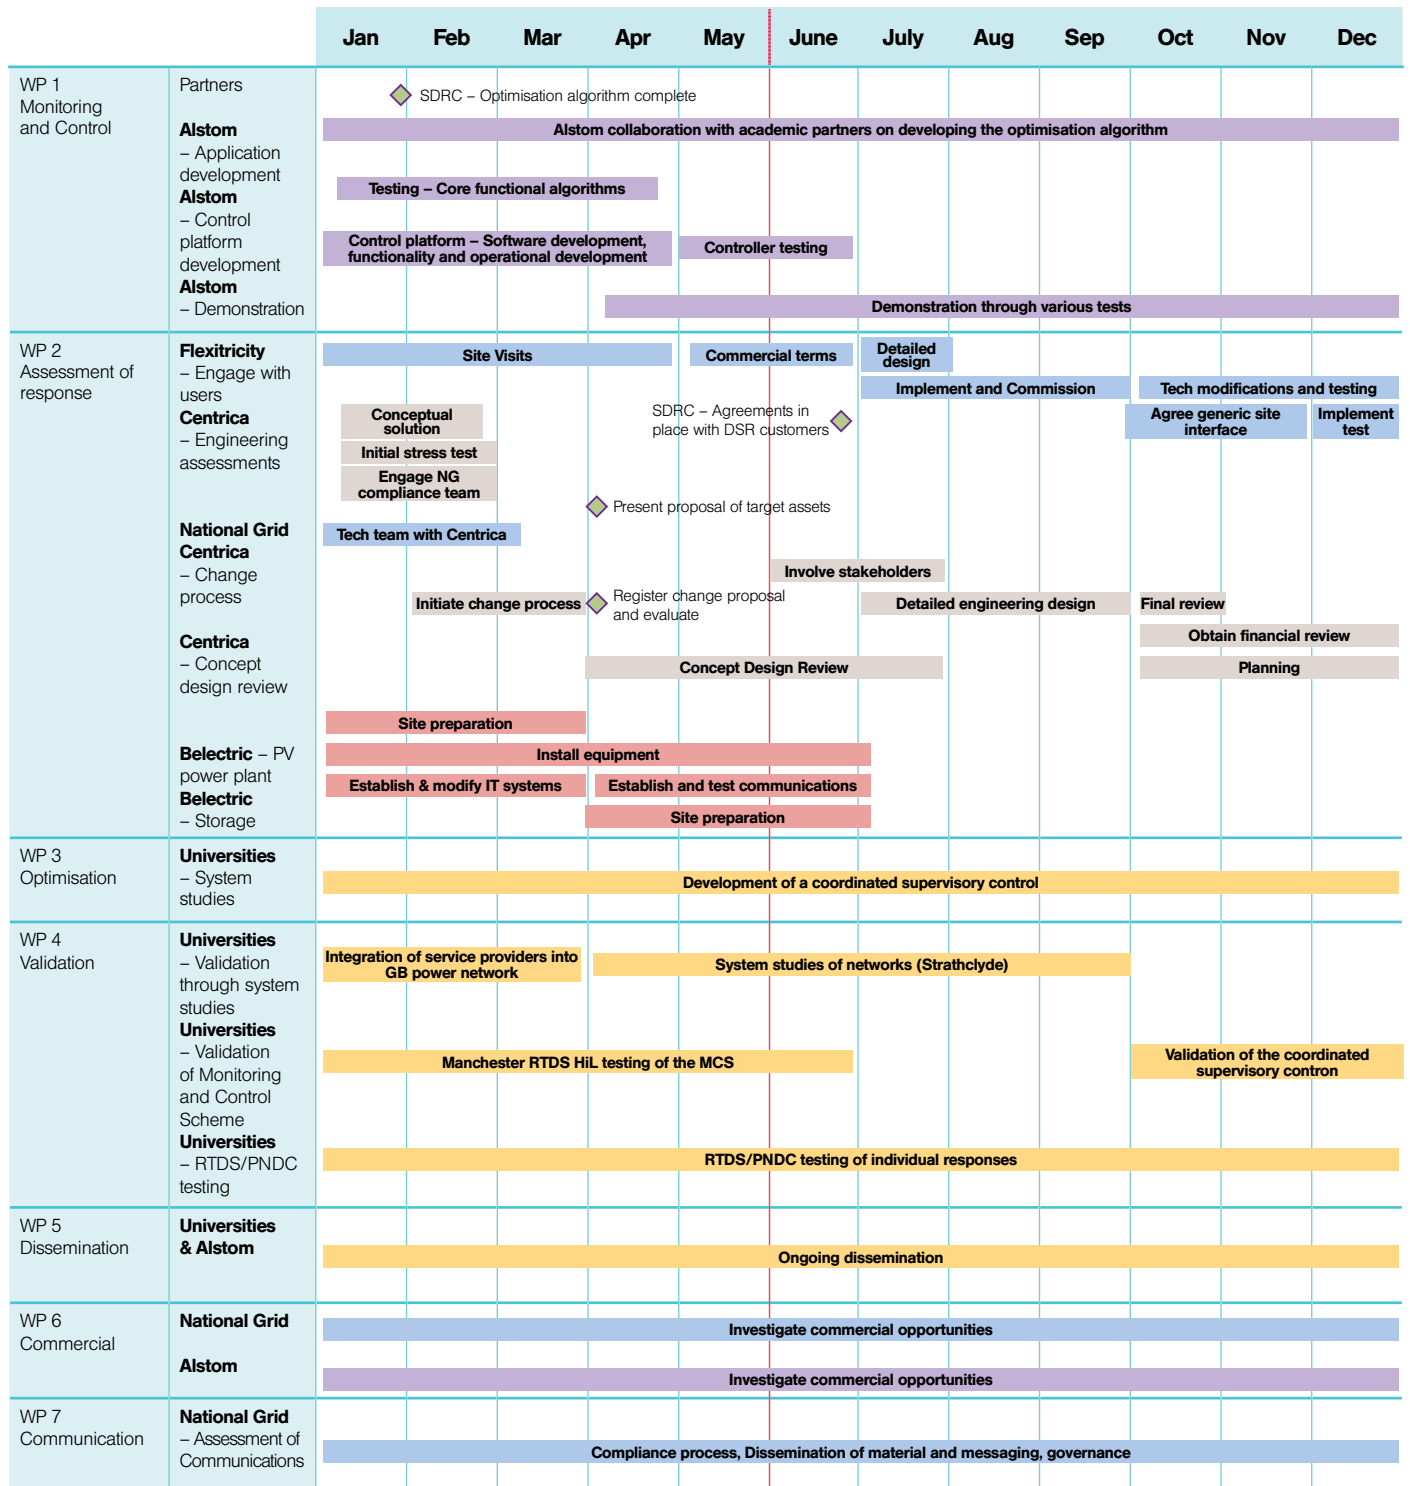 Jan Feb Mar Apr May June July Aug Sep Oct Nov Dec
WP 1
Monitoring
and Control
Partners
Alstom
– Application
development
Alstom
– Control
platform
development
Alstom
– Demonstration
SDRC – Optimisation algorithm complete
Alstom collaboration with academic partners on developing the optimisation algorithm
Testing – Core functional algorithms
Control platform – Software development,
functionality and operational development
Controller testing
Demonstration through various tests
WP 2
Assessment of
response
Flexitricity
– Engage with
users
Centrica
– Engineering
assessments
National Grid
Centrica
– Change
process
Centrica
– Concept
design review
Belectric – PV
power plant
Belectric
– Storage
Site Visits
Commercial terms
Detailed
design
Implement and Commission
Tech modifications and testing
Conceptual
solution
SDRC – Agreements in
place with DSR customers
Agree generic site
interface
Implement
test
Initial stress test
Engage NG
compliance team
Present proposal of target assets
Tech team with Centrica
Involve stakeholders
Initiate change process
Register change proposal
and evaluate
Detailed engineering design
Final review
Obtain financial review
Concept Design Review
Planning
Site preparation
Install equipment
Establish & modify IT systems
Establish and test communications
Site preparation
WP 3
Optimisation
Universities
– System
studies
Development of a coordinated supervisory control
WP 4
Validation
Universities
– Validation
through system
studies
Universities
– Validation
of Monitoring
and Control
Scheme
Universities
– RTDS/PNDC
testing
Integration of service providers into
GB power network
System studies of networks (Strathclyde)
Manchester RTDS HiL testing of the MCS
Validation of the coordinated
supervisory contron
RTDS/PNDC testing of individual responses
WP 5
Dissemination
Universities
& Alstom
Ongoing dissemination
WP 6
Commercial
National Grid
Alstom
Investigate commercial opportunities
Investigate commercial opportunities
WP 7
Communication
National Grid
– Assessment of
Communications
Compliance process, Dissemination of material and messaging, governance